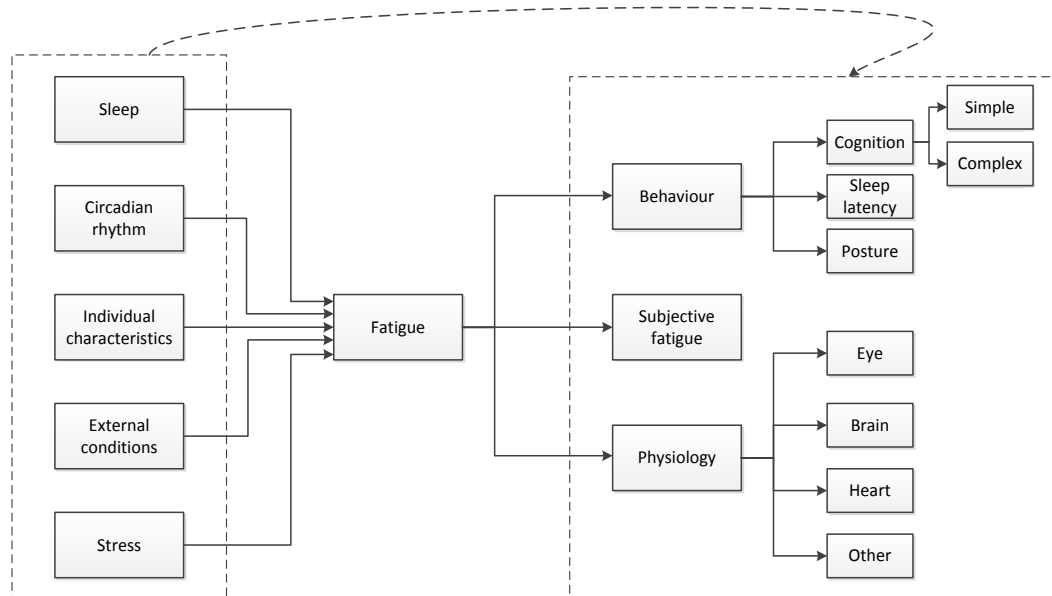 Sleep
Circadian
rhythm
Individual
characteristics
External
conditions
Stress
Fatigue
Behaviour
Subjective
fatigue
Physiology
Cognition
Sleep
latency
Posture
Simple
Complex
Eye
Brain
Heart
Other